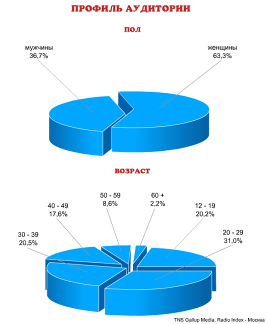 ПРОФИЛЬ АУДИТОРИИ
ПОЛ
мужчины
36,7%
женщины
63,3%
ВОЗРАСТ
50 - 59
8,6%
60 +
2,2%
40 - 49
17,6%
12 - 19
20,2%
30 - 39
20,5%
20 - 29
31,0%
TNS Gallup Media, Radio Index - Москва